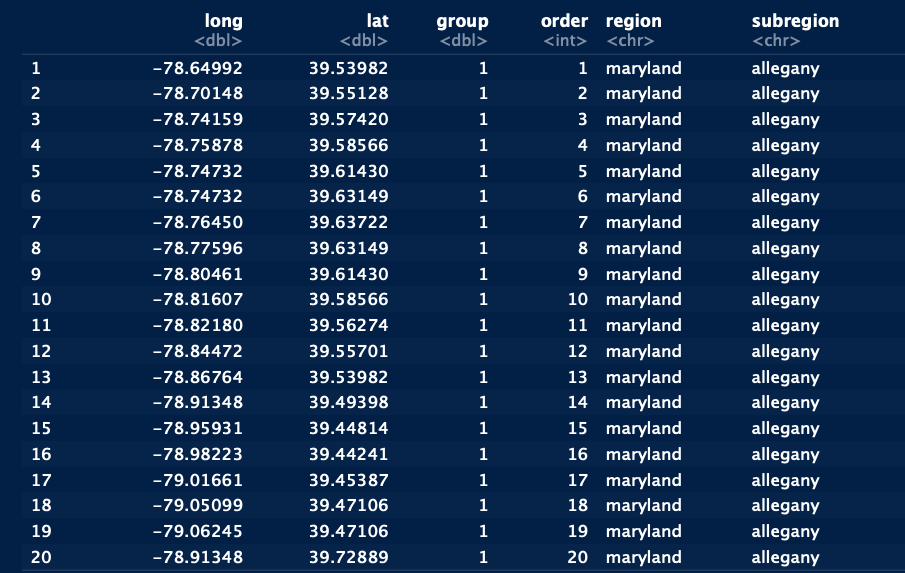 long lat group order region subregion
<dbl> <dbl> <dbl> <int> <chr> <chr>
1 −78.64992 39.53982 1 1 maryland allegany
2 −78.70148 39.55128 1 2 maryland allegany
3 −78.74159 39.57420 1 3 maryland allegany
4 −78.75878 39.58566 1 4 maryland allegany
5 −78.74732 39.61430 1 5 maryland allegany
6 −78.74732 39.63149 1 6 maryland allegany
7 −78.76450 39.63722 1 7 maryland allegany
8 −78.77596 39.63149 1 8 maryland allegany
9 −78.80461 39.61430 1 9 maryland allegany
10 −78.81607 39.58566 1 10 maryland allegany
11 −78.82180 39.56274 1 11 maryland allegany
12 −78.84472 39.55701 1 12 maryland allegany
13 −78.86764 39.53982 1 13 maryland allegany
14 −78.91348 39.49398 1 14 maryland allegany
15 −78.95931 39.44814 1 15 maryland allegany
16 −78.98223 39.44241 1 16 maryland allegany
17 −79.01661 39.45387 1 17 maryland allegany
18 −79.05099 39.47106 1 18 maryland allegany
19 −79.06245 39.47106 1 19 maryland allegany
20 −78.91348 39.72889 1 20 maryland allegany